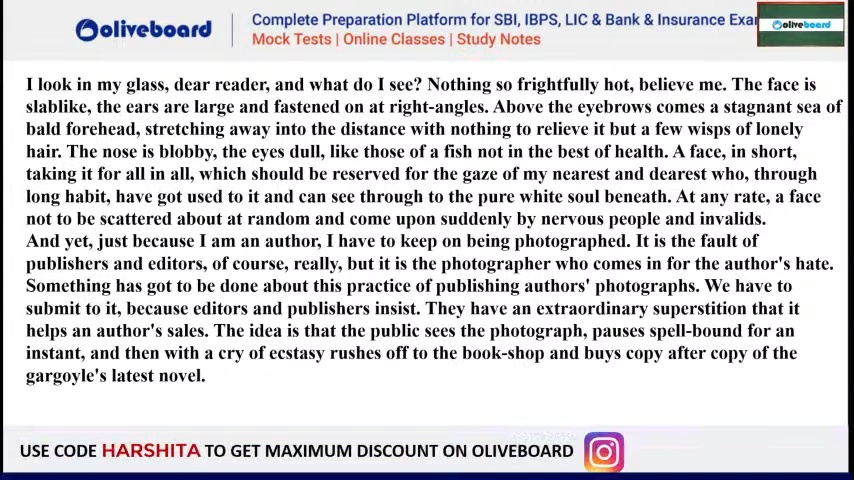 oliveboard
Complete Preparation Platform for SBI, IBPS, LIC & Bank & Insurance Exa
Mock Tests | Online Classes | Study Notes
oliveboard
I look in my glass, dear reader, and what do I see? Nothing so frightfully hot, believe me. The face is
slablike, the ears are large and fastened on at right-angles. Above the eyebrows comes a stagnant sea of
bald forehead, stretching away into the distance with nothing to relieve it but a few wisps of lonely
hair. The nose is blobby, the eyes dull, like those of a fish not in the best of health. A face, in short,
taking it for all in all, which should be reserved for the gaze of my nearest and dearest who, through
long habit, have got used to it and can see through to the pure white soul beneath. At any rate, a face
not to be scattered about at random and come upon suddenly by nervous people and invalids.
And yet, just because I am an author, I have to keep on being photographed. It is the fault of
publishers and editors, of course, really, but it is the photographer who comes in for the author's hate.
Something has got to be done about this practice of publishing authors' photographs. We have to
submit to it, because editors and publishers insist. They have an extraordinary superstition that it
helps an author's sales. The idea is that the public sees the photograph, pauses spell-bound for an
instant, and then with a cry of ecstasy rushes off to the book-shop and buys copy after copy of the
gargoyle's latest novel.
USE CODE HARSHITA TO GET MAXIMUM DISCOUNT ON OLIVEBOARD